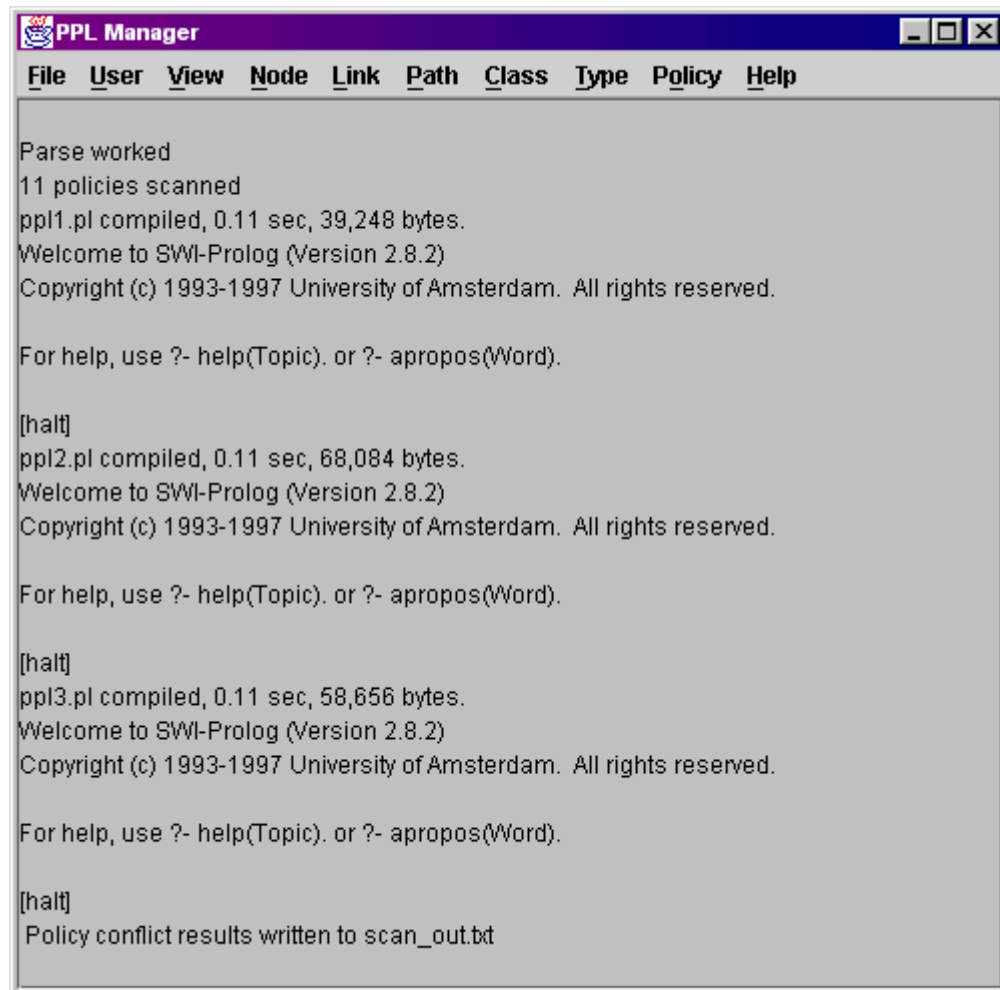 PPL Manager
File User View Node Link Path Class Type Policy Help
Parse worked
11 policies scanned
ppl1.pl compiled, 0.11 sec, 39,248 bytes.
Welcome to SWI-Prolog (Version 2.8.2)
Copyright (c) 1993-1997 University of Amsterdam.  All rights reserved.
For help, use ?- help(Topic). or ?- apropos(Word).
[halt]
ppl2.pl compiled, 0.11 sec, 68,084 bytes.
Welcome to SWI-Prolog (Version 2.8.2)
Copyright (c) 1993-1997 University of Amsterdam.  All rights reserved.
For help, use ?- help(Topic). or ?- apropos(Word).
[halt]
ppl3.pl compiled, 0.11 sec, 58,656 bytes.
Welcome to SWI-Prolog (Version 2.8.2)
Copyright (c) 1993-1997 University of Amsterdam.  All rights reserved.
For help, use ?- help(Topic). or ?- apropos(Word).
[halt]
Policy conflict results written to scan_out.txt